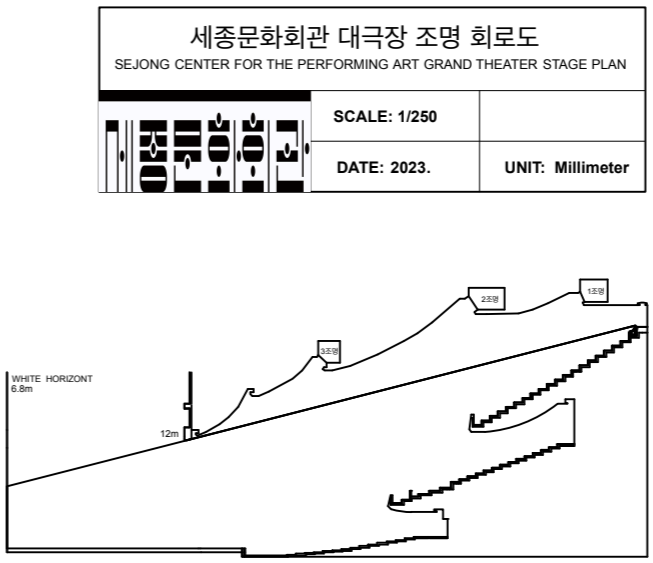 세종문화회관 대극장 조명 회로도
SEJONG CENTER FOR THE PERFORMING ART GRAND THEATER STAGE PLAN
SCALE: 1/250
DATE: 2023.
UNIT: Millimeter
1조명
2조명
3조명
WHITE HORIZONT
6.8m
12m